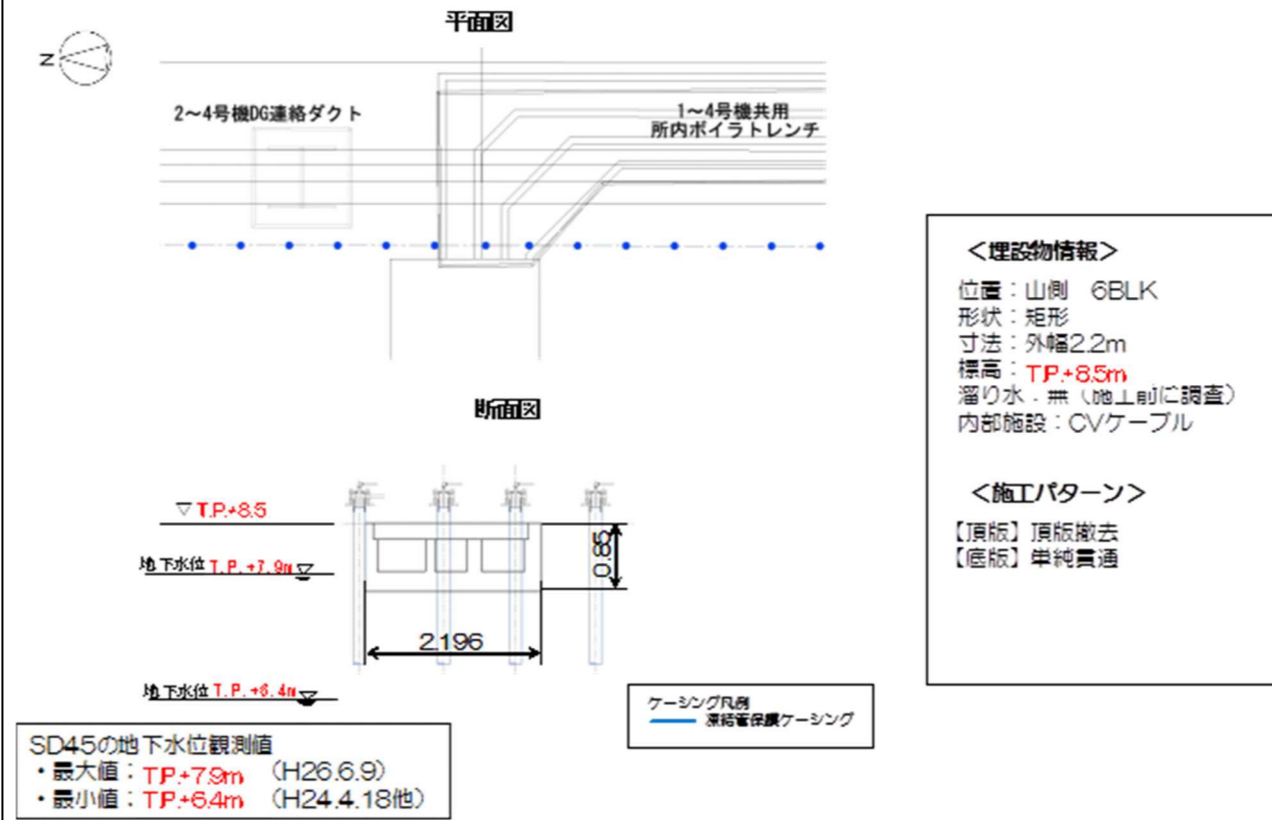 平面図
N
2～4号機DG連絡ダクト
1～4号機共用
所内ボイラトレンチ
断面図
▽T.P.+8.5
地下水位 T.P.+7.9m ▽
0.85
2.196
地下水位 T.P.+6.4m ▽
SD45の地下水位観測値
・最大値：T.P.+7.9m （H26.6.9）
・最小値：T.P.+6.4m （H24.4.18他）
ケーシング凡例
凍結管保護ケーシング
＜埋設物情報＞
位置：山側 6BLK
形状：矩形
寸法：外幅2.2m
標高：T.P.+8.5m
溜り水：無（施工前に調査）
内部施設：CVケーブル
＜施工パターン＞
【頂版】頂版撤去
【底版】単純貫通